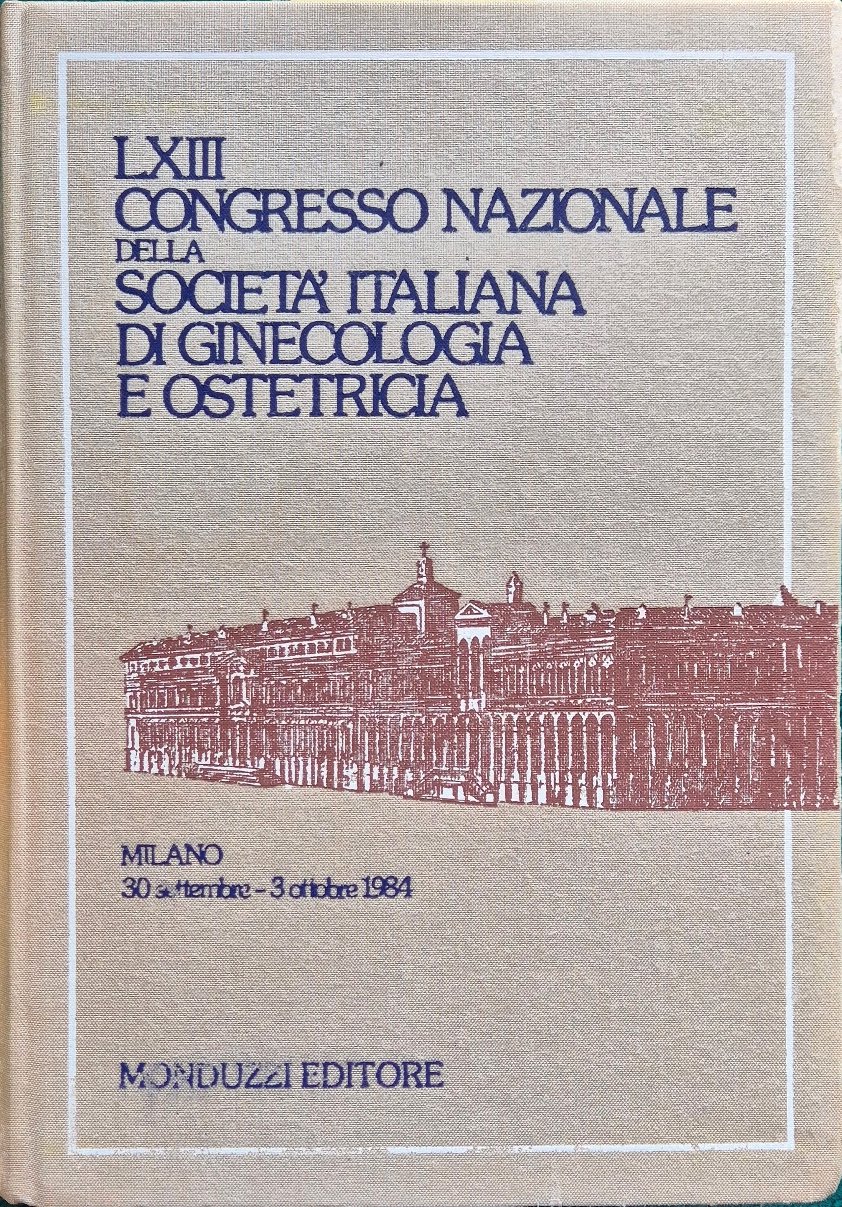 LXIII
CONGRESSO NAZIONALE
DELLA
SOCIETA' ITALIANA
DI GINECOLOGIA
E OSTETRICIA
MILANO
30 settembre - 3 ottobre 1984
MONDUZZI EDITORE